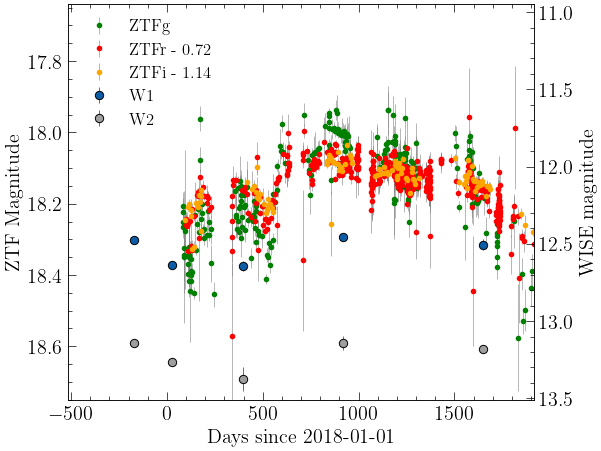 ZTFg
ZTFr - 0.72
ZTFi - 1.14
W1
W2
17.8
18.0
18.2
18.4
18.6
ZTF Magnitude
11.0
11.5
12.0
12.5
13.0
13.5
WISE magnitude
-500
0
500
1000
1500
Days since 2018-01-01